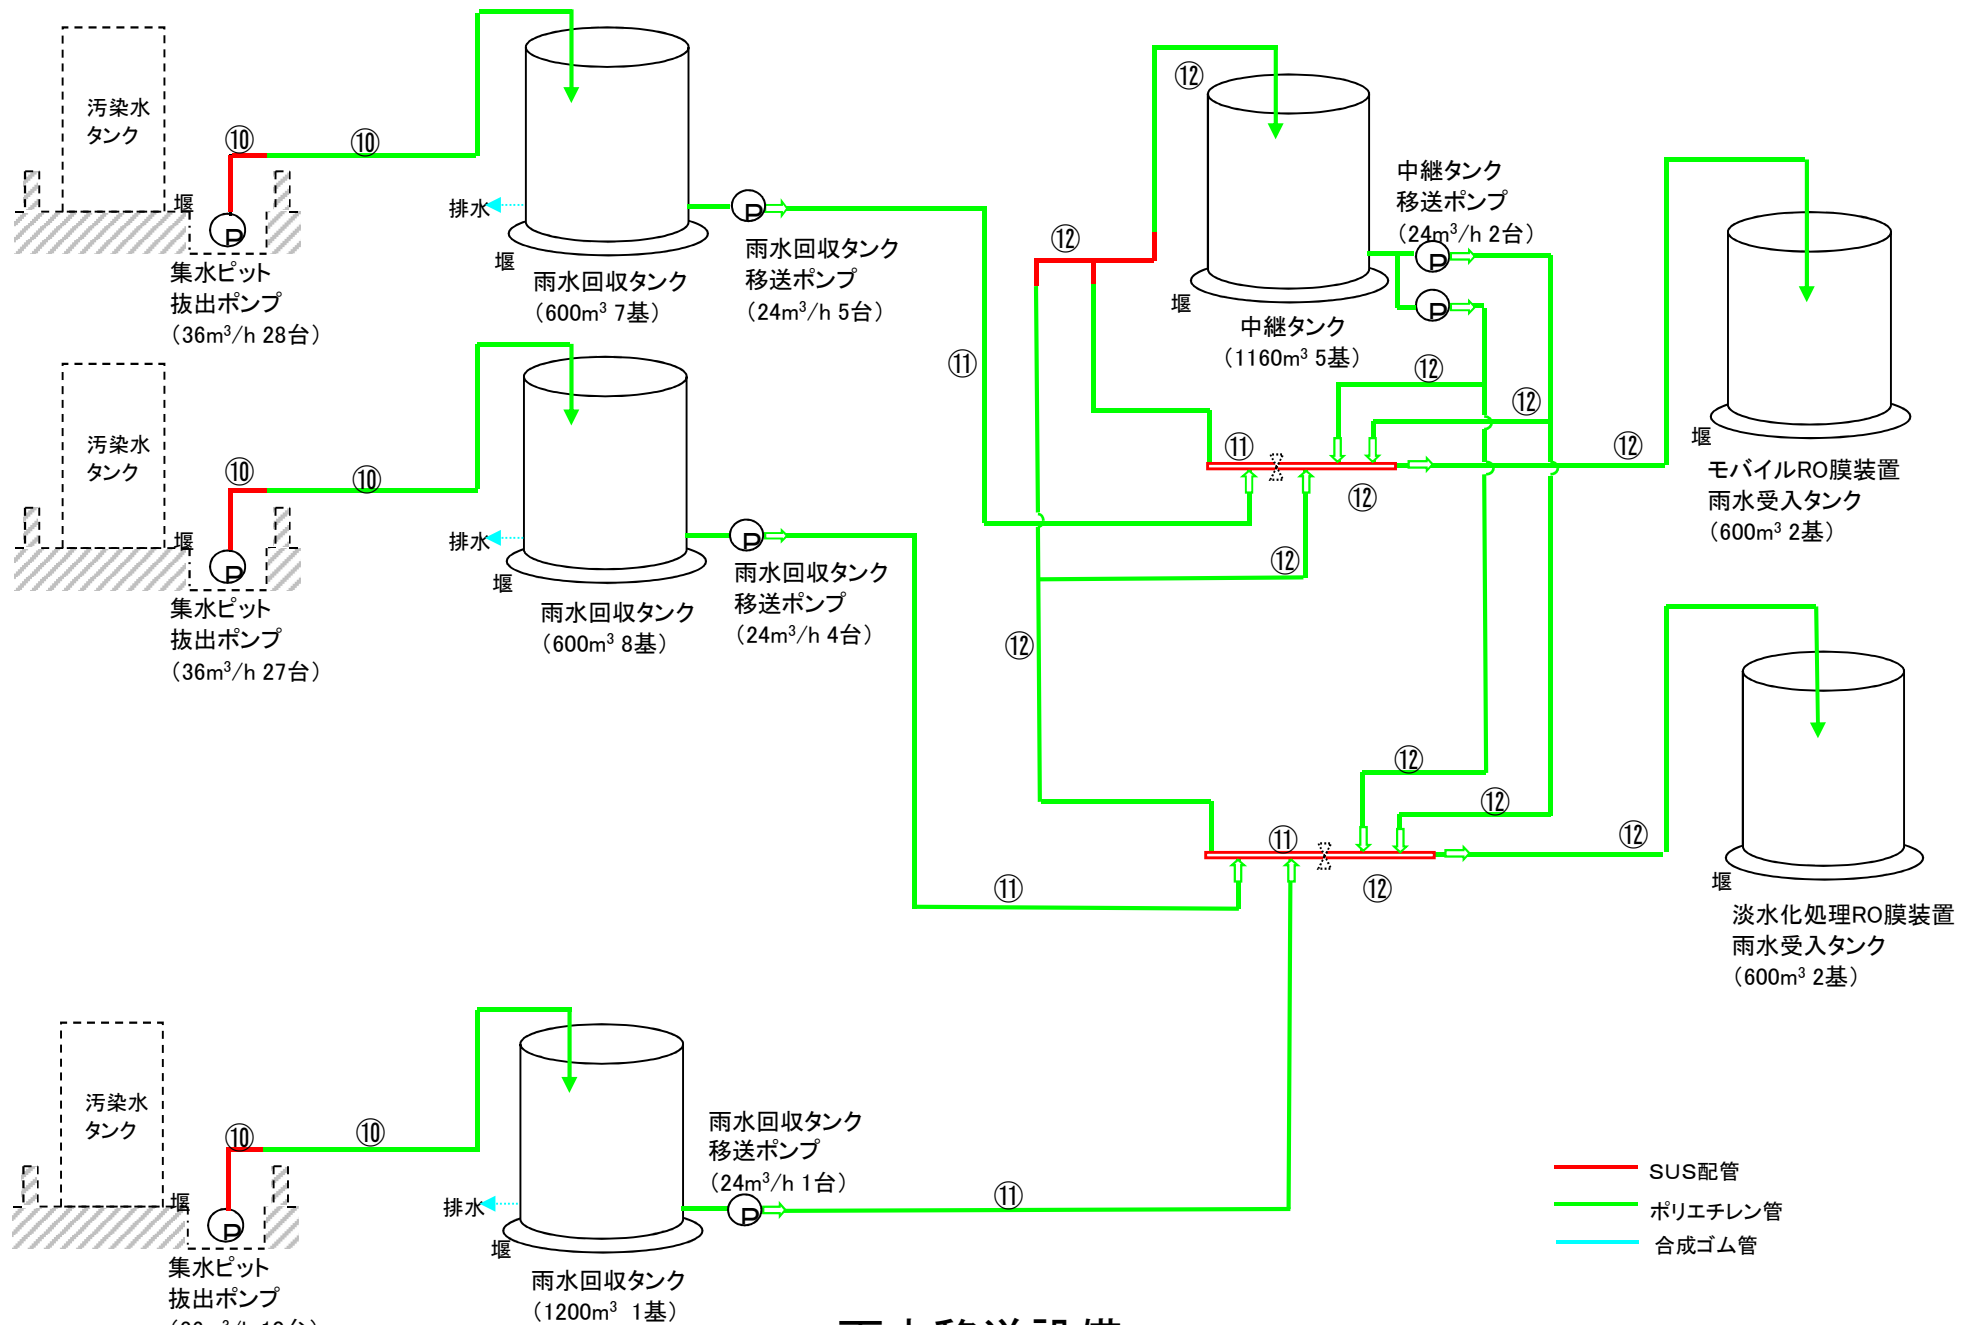 汚染水
タンク
⑩
⑩
堰
集水ピット
抜出ポンプ
（36m³/h 28台）
P
排水
堰
雨水回収タンク
（600m³ 7基）
P
雨水回収タンク
移送ポンプ
（24m³/h 5台）
⑪
⑫
⑫
堰
中継タンク
（1160m³ 5基）
中継タンク
移送ポンプ
（24m³/h 2台）
P
P
⑫
⑫
⑪
⑫
⑫
⑫
堰
モバイルRO膜装置
雨水受入タンク
（600m³ 2基）
汚染水
タンク
⑩
⑩
堰
P
集水ピット
抜出ポンプ
（36m³/h 27台）
排水
堰
雨水回収タンク
（600m³ 8基）
P
雨水回収タンク
移送ポンプ
（24m³/h 4台）
⑫
⑫
⑫
⑪
⑪
⑫
⑫
堰
淡水化処理RO膜装置
雨水受入タンク
（600m³ 2基）
汚染水
タンク
⑩
⑩
堰
P
集水ピット
抜出ポンプ
排水
堰
雨水回収タンク
（1200m³ 1基）
雨水回収タンク
移送ポンプ
（24m³/h 1台）
P
⑪
SUS配管
ポリエチレン管
合成ゴム管
雨水移送設備